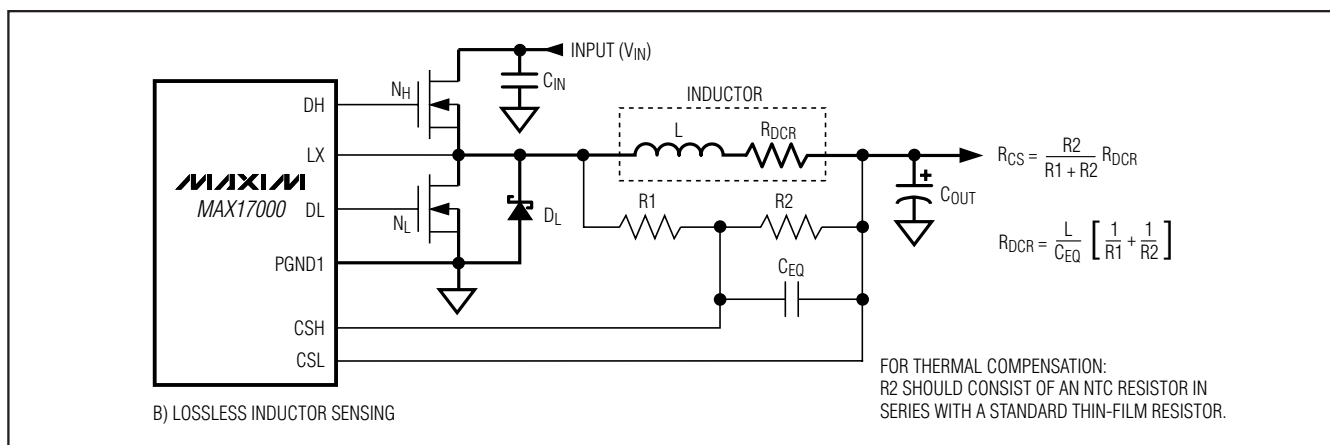 INPUT (VIN)
CIN
NH
DH
INDUCTOR
L
RDCR
LX
RCS = R2 / (R1 + R2) RDCR
MAXIM
MAX17000
DL
NL
DL
R1
R2
COUT
+
RDCR = L / CEQ [ 1 / R1 + 1 / R2 ]
PGND1
CEQ
CSH
CSL
FOR THERMAL COMPENSATION:
R2 SHOULD CONSIST OF AN NTC RESISTOR IN
SERIES WITH A STANDARD THIN-FILM RESISTOR.
B) LOSSLESS INDUCTOR SENSING